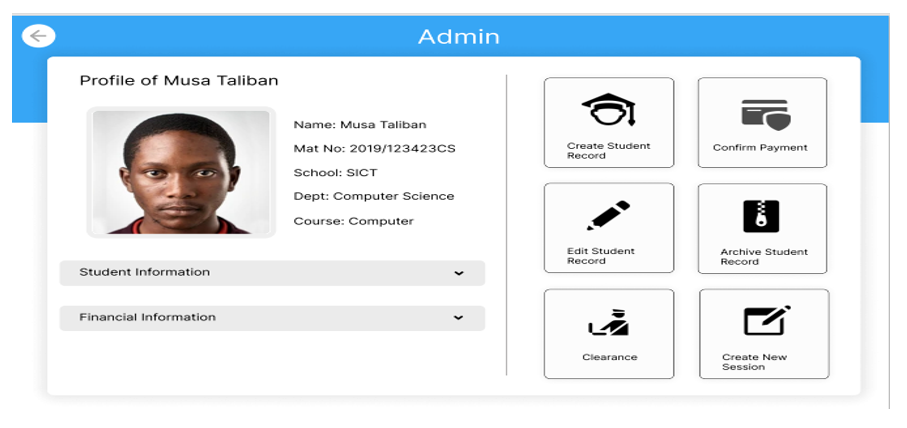 Admin
Profile of Musa Taliban
Name: Musa Taliban
Mat No: 2019/123423CS
School: SICT
Dept: Computer Science
Course: Computer
Student Information
Financial Information
Create Student
Record
Confirm Payment
Edit Student
Record
Archive Student
Record
Clearance
Create New
Session